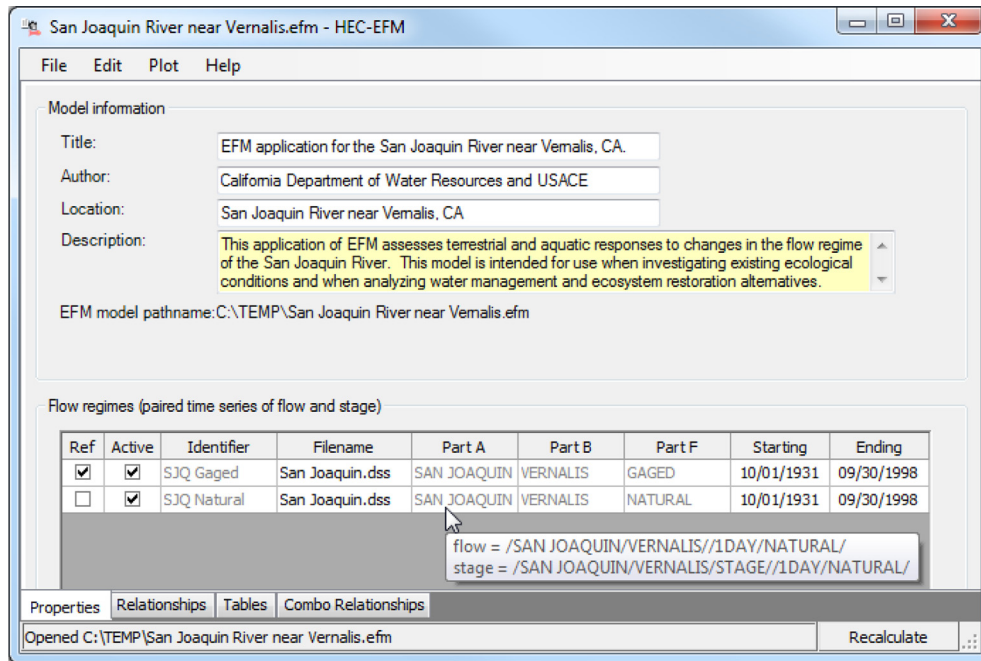 San Joaquin River near Vernalis.efm - HEC-EFM
File Edit Plot Help
Model information
Title: EFM application for the San Joaquin River near Vernalis, CA.
Author: California Department of Water Resources and USACE
Location: San Joaquin River near Vernalis, CA
Description: This application of EFM assesses terrestrial and aquatic responses to changes in the flow regime
of the San Joaquin River. This model is intended for use when investigating existing ecological
conditions and when analyzing water management and ecosystem restoration alternatives.
EFM model pathname:C:\TEMP\San Joaquin River near Vernalis.efm
Flow regimes (paired time series of flow and stage)
Ref Active Identifier Filename Part A Part B Part F Starting Ending
SJQ Gaged San Joaquin.dss SAN JOAQUIN VERNALIS GAGED 10/01/1931 09/30/1998
SJQ Natural San Joaquin.dss SAN JOAQUIN VERNALIS NATURAL 10/01/1931 09/30/1998
flow = /SAN JOAQUIN/VERNALIS//1DAY/NATURAL/
stage = /SAN JOAQUIN/VERNALIS/STAGE//1DAY/NATURAL/
Properties Relationships Tables Combo Relationships
Opened C:\TEMP\San Joaquin River near Vernalis.efm Recalculate